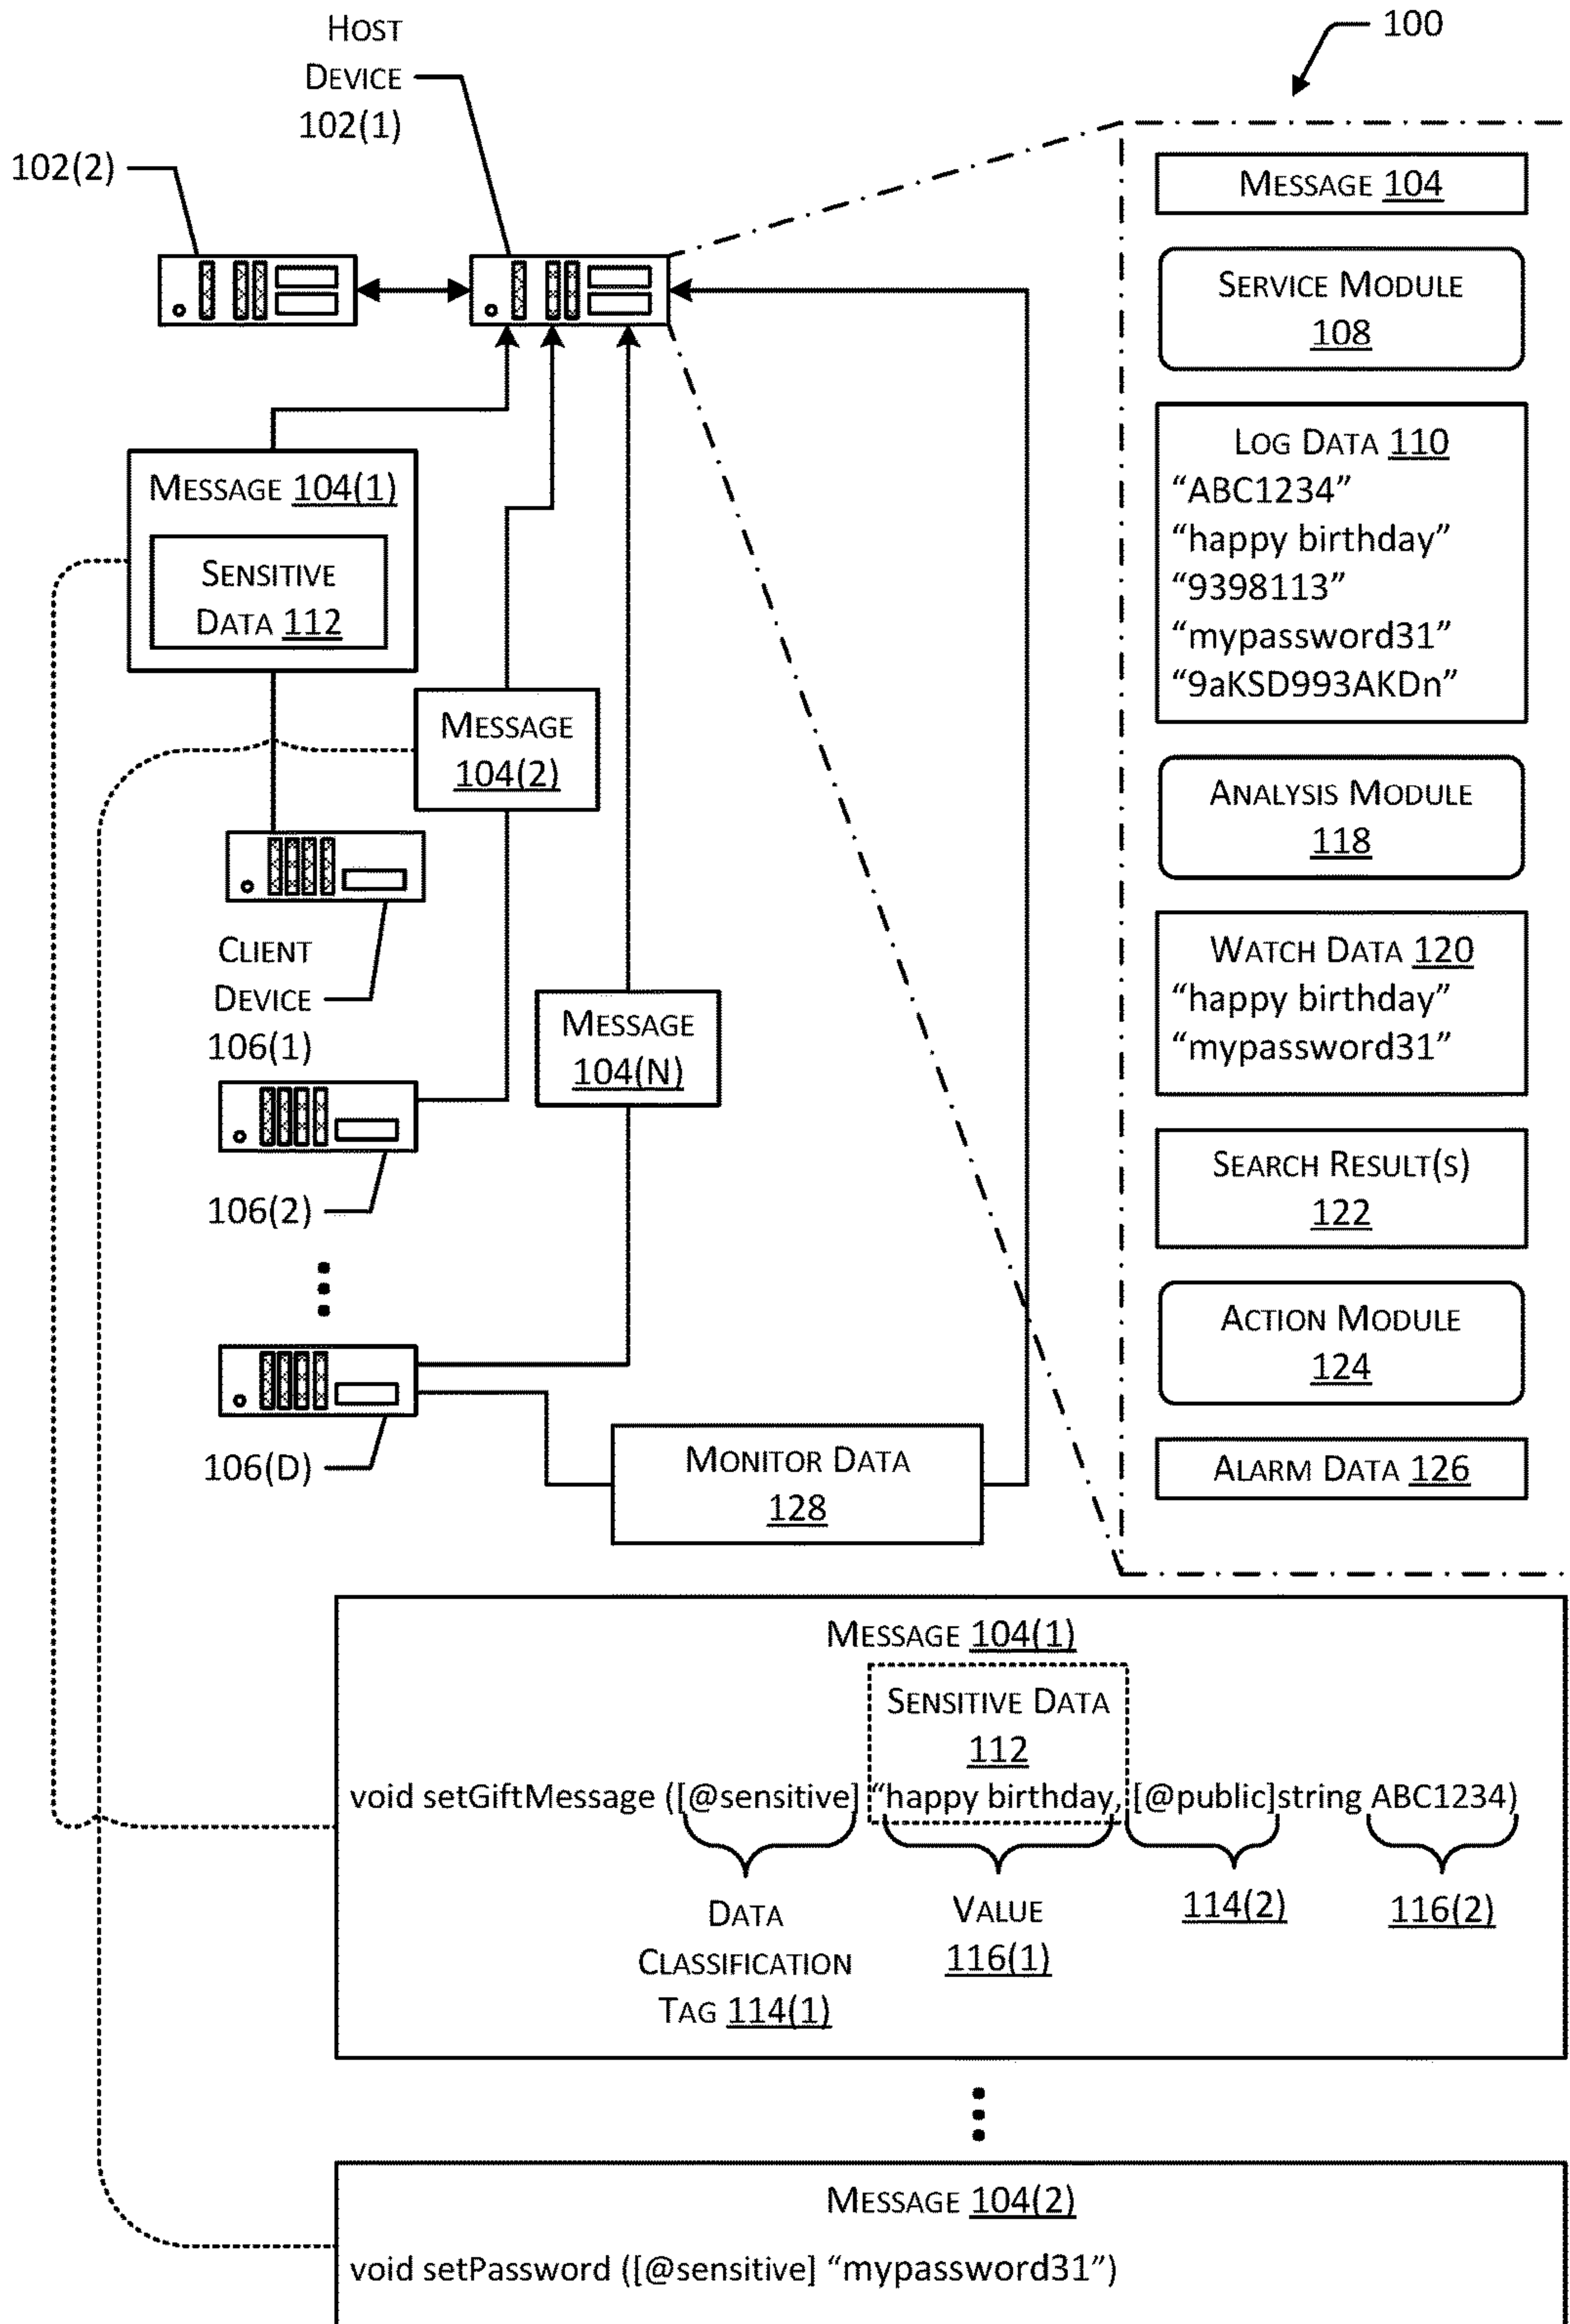 100
HOST
DEVICE
102(1)
102(2)
MESSAGE 104
SERVICE MODULE
108
LOG DATA 110
“ABC1234”
“happy birthday”
“9398113”
“mypassword31”
“9aKSD993AKDn”
ANALYSIS MODULE
118
WATCH DATA 120
“happy birthday”
“mypassword31”
SEARCH RESULT(S)
122
ACTION MODULE
124
ALARM DATA 126
MESSAGE 104(1)
SENSITIVE
DATA 112
MESSAGE
104(2)
CLIENT
DEVICE
106(1)
MESSAGE
104(N)
106(2)
106(D)
MONITOR DATA
128
MESSAGE 104(1)
SENSITIVE DATA
112
void setGiftMessage ([@sensitive] “happy birthday, [@public]string ABC1234)
DATA
CLASSIFICATION
TAG 114(1)
VALUE
116(1)
114(2)
116(2)
MESSAGE 104(2)
void setPassword ([@sensitive] “mypassword31”)